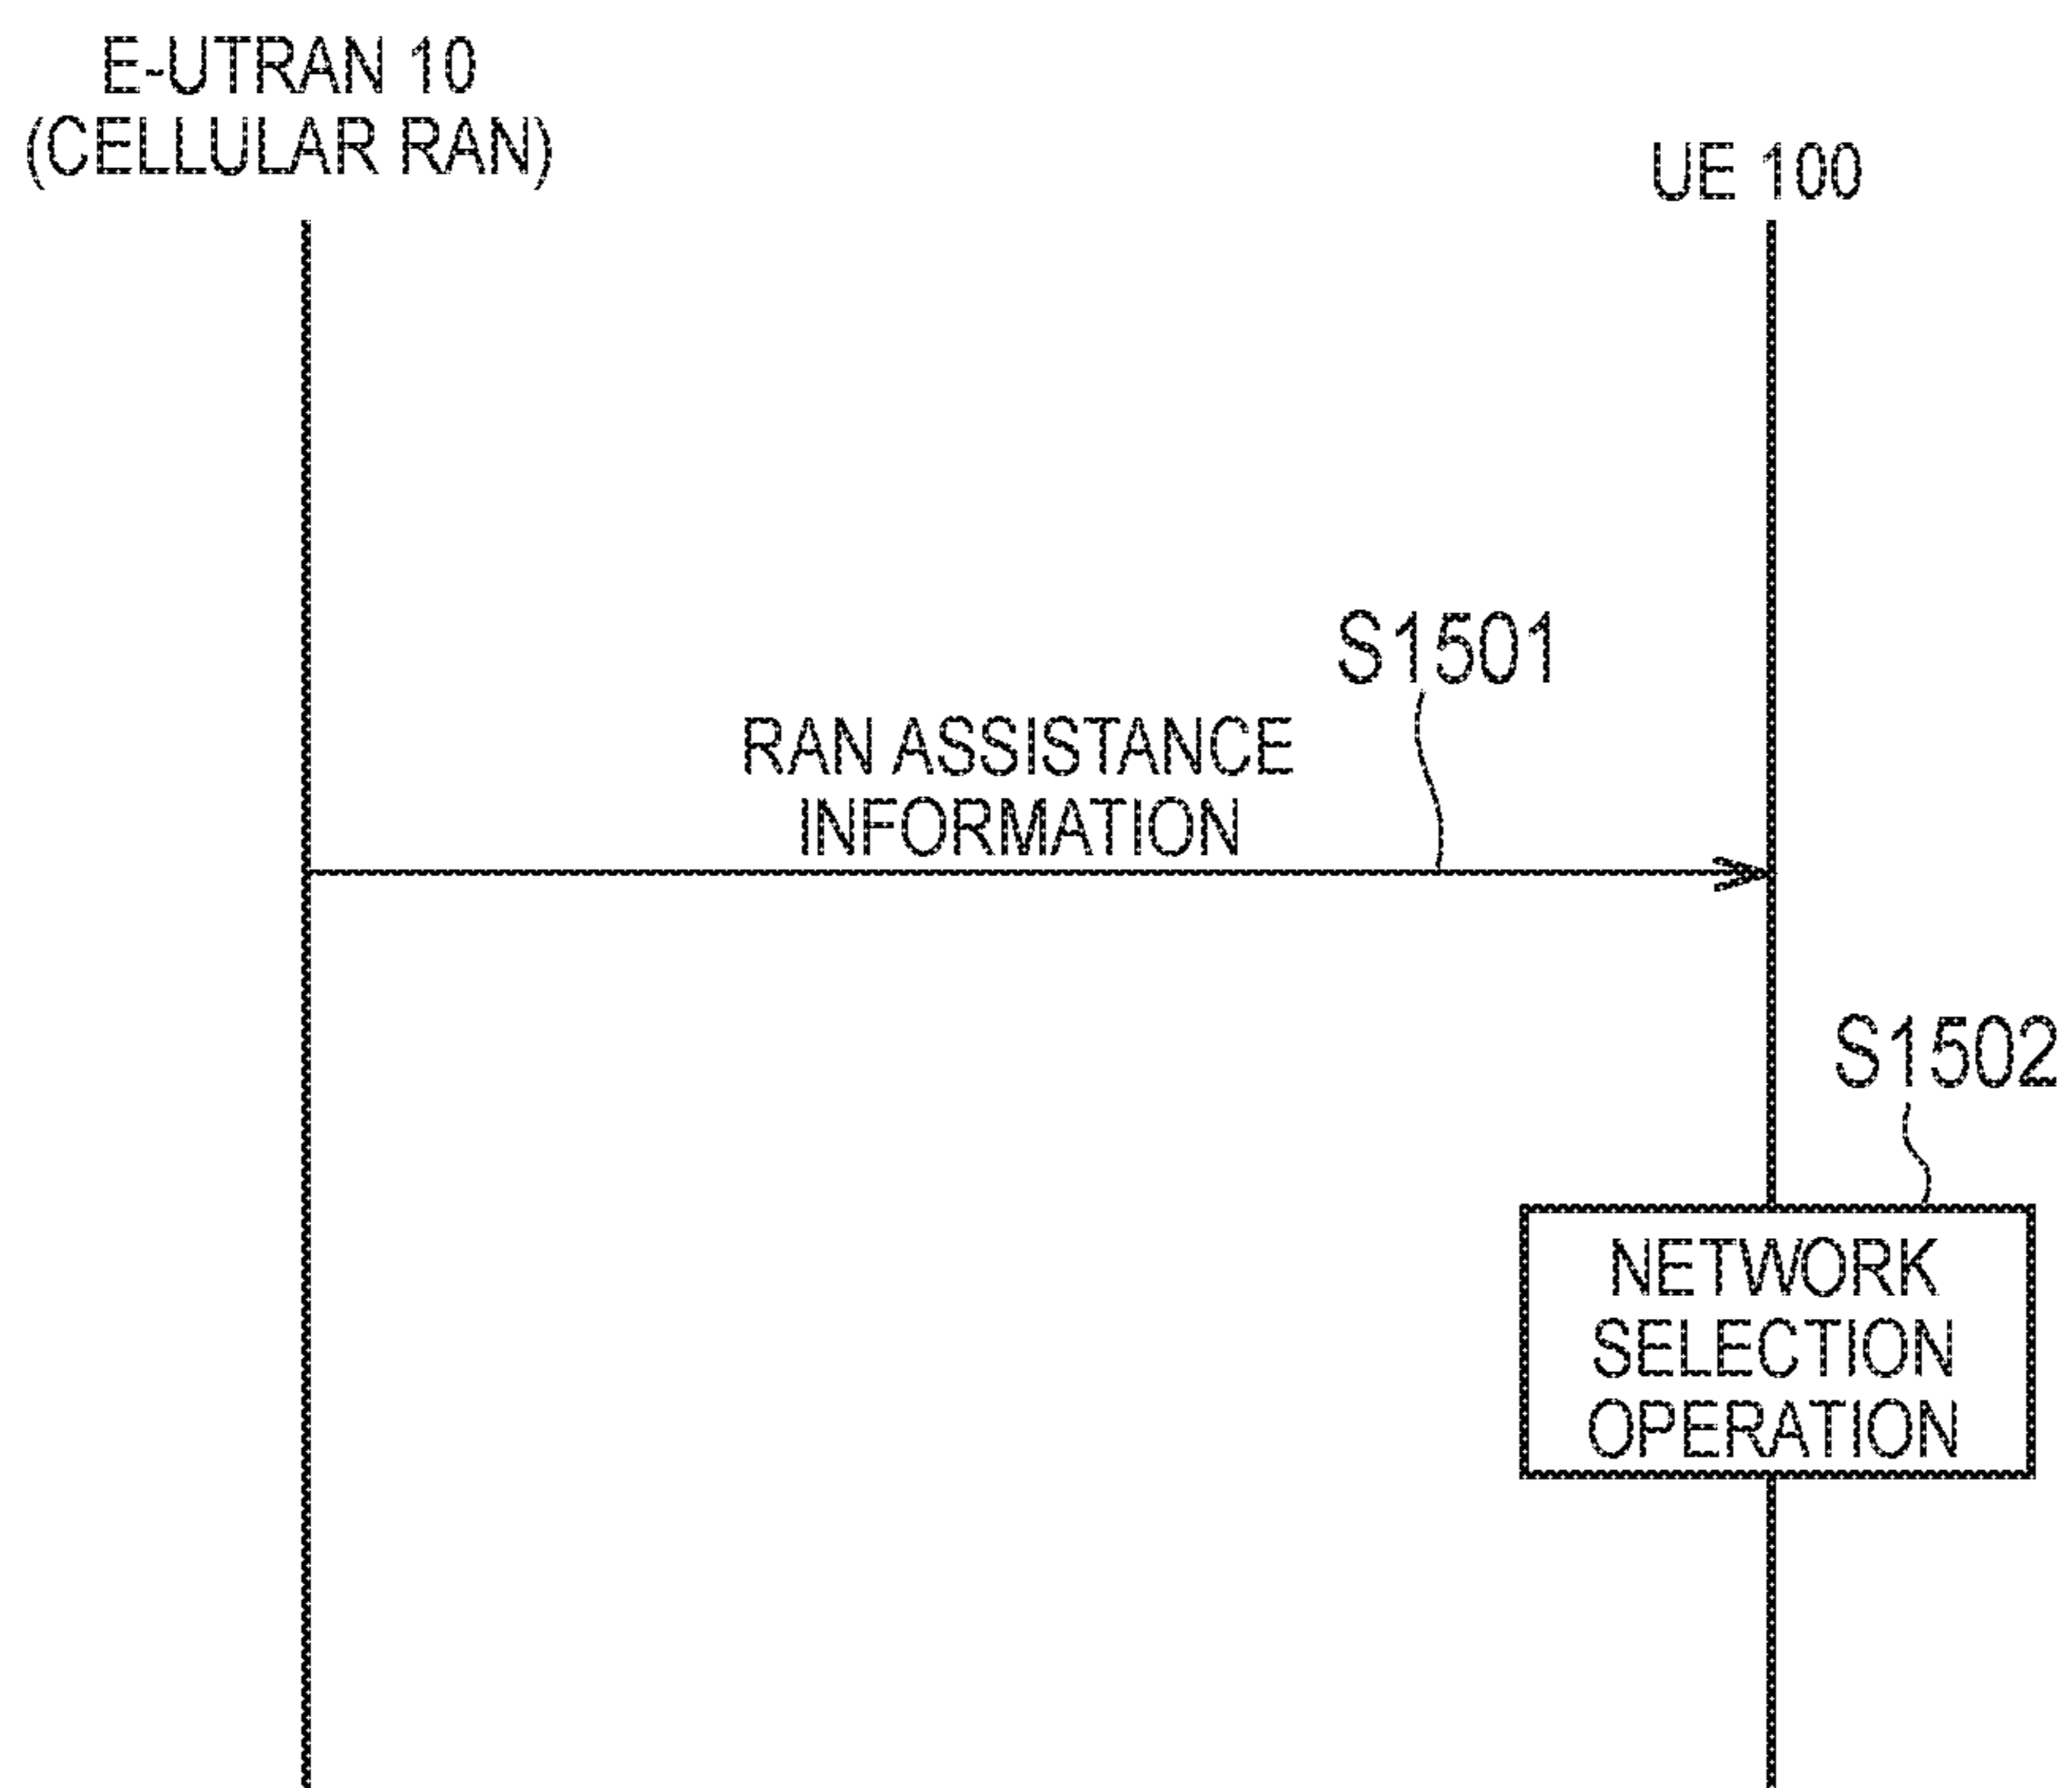 E-UTRAN 10
(CELLULAR RAN)
UE 100
S1501
RAN ASSISTANCE
INFORMATION
S1502
NETWORK
SELECTION
OPERATION